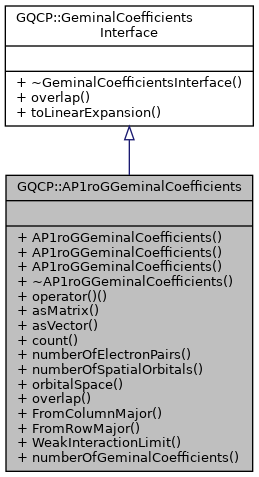 GQCP::GeminalCoefficients
Interface
+ ~GeminalCoefficientsInterface()
+ overlap()
+ toLinearExpansion()
GQCP::AP1roGGeminalCoefficients
+ AP1roGGeminalCoefficients()
+ AP1roGGeminalCoefficients()
+ AP1roGGeminalCoefficients()
+ ~AP1roGGeminalCoefficients()
+ operator()()
+ asMatrix()
+ asVector()
+ count()
+ numberOfElectronPairs()
+ numberOfSpatialOrbitals()
+ orbitalSpace()
+ overlap()
+ FromColumnMajor()
+ FromRowMajor()
+ WeakInteractionLimit()
+ numberOfGeminalCoefficients()